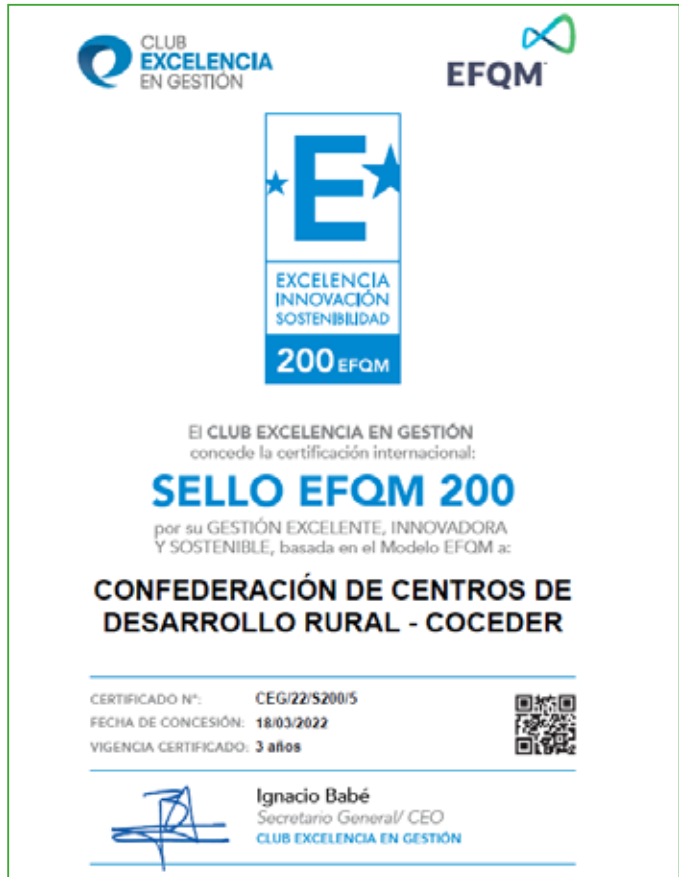 CLUB
EXCELENCIA
EN GESTIÓN
EFQM
E
EXCELENCIA
INNOVACIÓN
SOSTENIBILIDAD
200 EFQM
El CLUB EXCELENCIA EN GESTIÓN
concede la certificación internacional:
SELLO EFQM 200
por su GESTIÓN EXCELENTE, INNOVADORA
Y SOSTENIBLE, basada en el Modelo EFQM a:
CONFEDERACIÓN DE CENTROS DE
DESARROLLO RURAL - COCEDER
CERTIFICADO Nº: CEG/22/S200/5
FECHA DE CONCESIÓN: 18/03/2022
VIGENCIA CERTIFICADO: 3 años
Ignacio Babé
Secretario General/ CEO
CLUB EXCELENCIA EN GESTIÓN